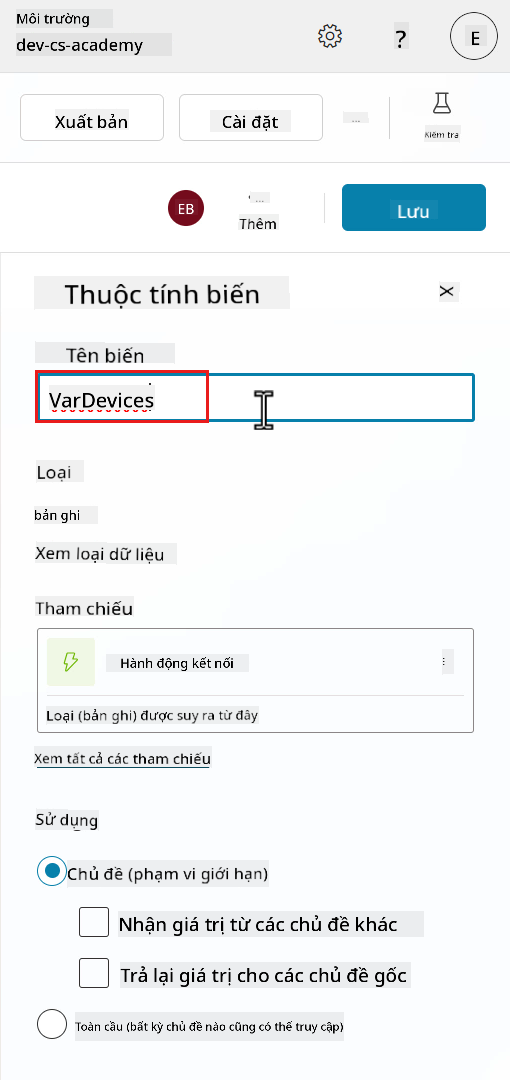 Môi trường
dev-cs-academy
?
E
Xuất bản
Cài đặt
...
Kiểm tra
EB
...
Thêm
Lưu
Thuộc tính biến
Tên biến
VarDevices
Loại
bản ghi
Xem loại dữ liệu
Tham chiếu
Hành động kết nối
Loại (bản ghi) được suy ra từ đây
Xem tất cả các tham chiếu
Sử dụng
Chủ đề (phạm vi giới hạn)
Nhận giá trị từ các chủ đề khác
Trả lại giá trị cho các chủ đề gốc
Toàn cầu (bất kỳ chủ đề nào cũng có thể truy cập)